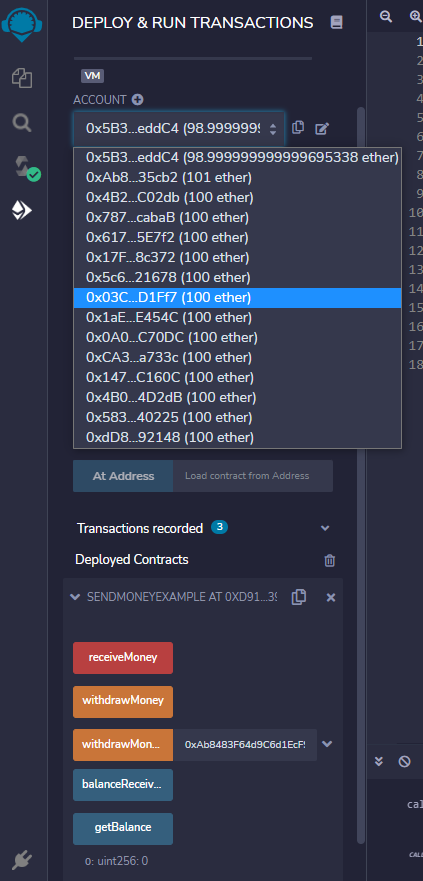 DEPLOY & RUN TRANSACTIONS
VM
ACCOUNT
0x5B3...eddC4 (98.9999999
0x5B3...eddC4 (98.999999999999695338 ether)
0xAb8...35cb2 (101 ether)
0x4B2...C02db (100 ether)
0x787...cabaB (100 ether)
0x617...5E7f2 (100 ether)
0x17F...8c372 (100 ether)
0x5c6...21678 (100 ether)
0x03C...D1Ff7 (100 ether)
0x1aE...E454C (100 ether)
0x0A0...C70DC (100 ether)
0xCA3...a733c (100 ether)
0x147...C160C (100 ether)
0x4B0...4D2dB (100 ether)
0x583...40225 (100 ether)
0xdD8...92148 (100 ether)
At Address Load contract from Address
Transactions recorded 3
Deployed Contracts
SENDMONEYEXAMPLE AT 0XD91...39
receiveMoney
withdrawMoney
withdrawMon... 0xAb8483F64d9C6d1EcF
balanceReceiv...
getBalance
0: uint256: 0
1
2
3
4
5
6
7
8
9
10
11
12
13
14
15
16
17
18
cal
CALL